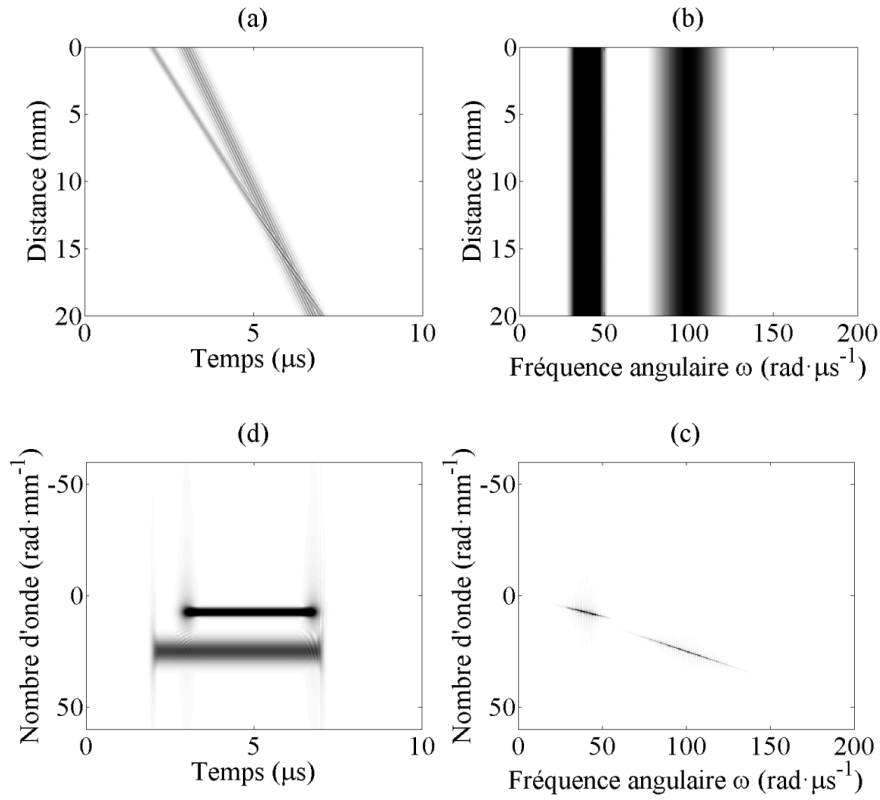 (a)
0
5
10
15
20
Distance (mm)
0
5
10
Temps (μs)
(b)
0
5
10
15
20
Distance (mm)
0
50
100
150
200
Fréquence angulaire ω (rad·μs⁻¹)
(d)
-50
0
50
Nombre d'onde (rad·mm⁻¹)
0
5
10
Temps (μs)
(c)
-50
0
50
Nombre d'onde (rad·mm⁻¹)
0
50
100
150
200
Fréquence angulaire ω (rad·μs⁻¹)